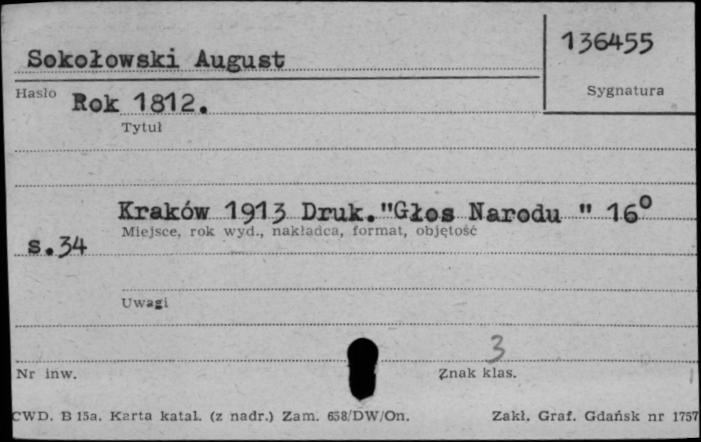 136455
Sokołowski August
Hasło
Sygnatura
Rok 1812.
Tytuł
Kraków 1913 Druk."Głos Narodu " 16⁰
Miejsce, rok wyd., nakładca, format, objętość
s.34
Uwagi
3
Nr inw.
Znak klas.
CWD. B 15a. Karta katal. (z nadr.) Zam. 658/DW/On.
Zakł. Graf. Gdańsk nr 1757